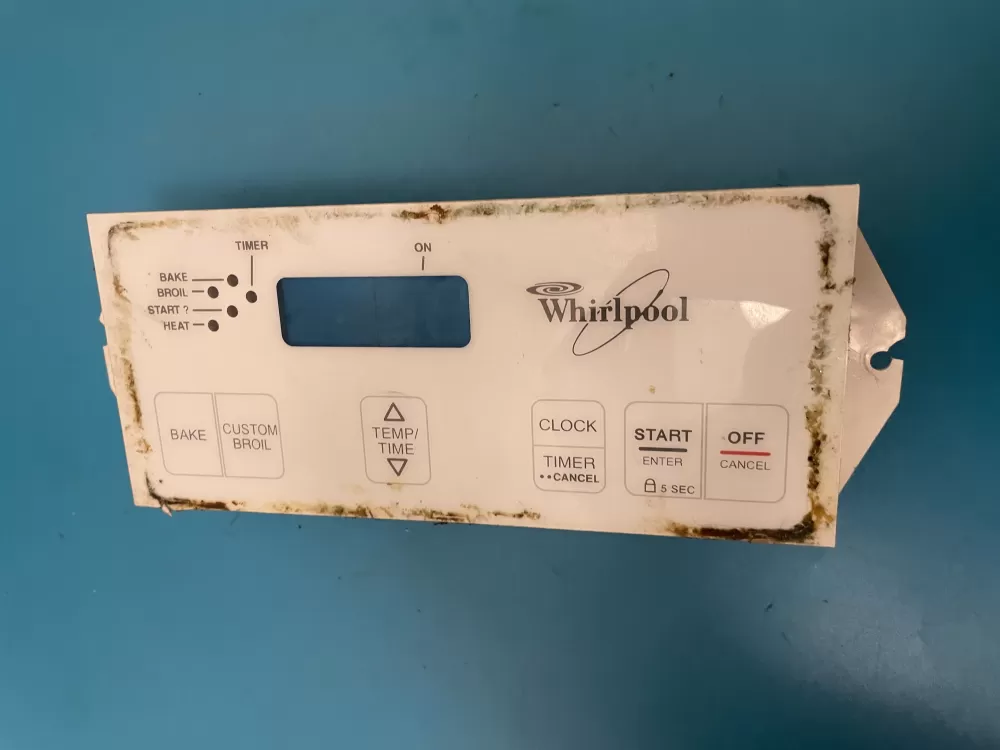 TIMER
ON
BAKE
BROIL
START ?
HEAT
Whirlpool
BAKE
CUSTOM
BROIL
TEMP/
TIME
CLOCK
TIMER
••CANCEL
START
ENTER
5 SEC
OFF
CANCEL